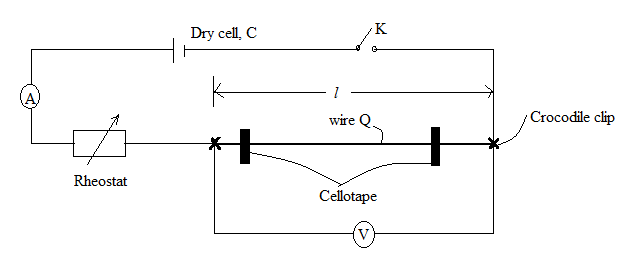 Dry cell, C
K
l
A
wire Q
Crocodile clip
Rheostat
Cellotape
V